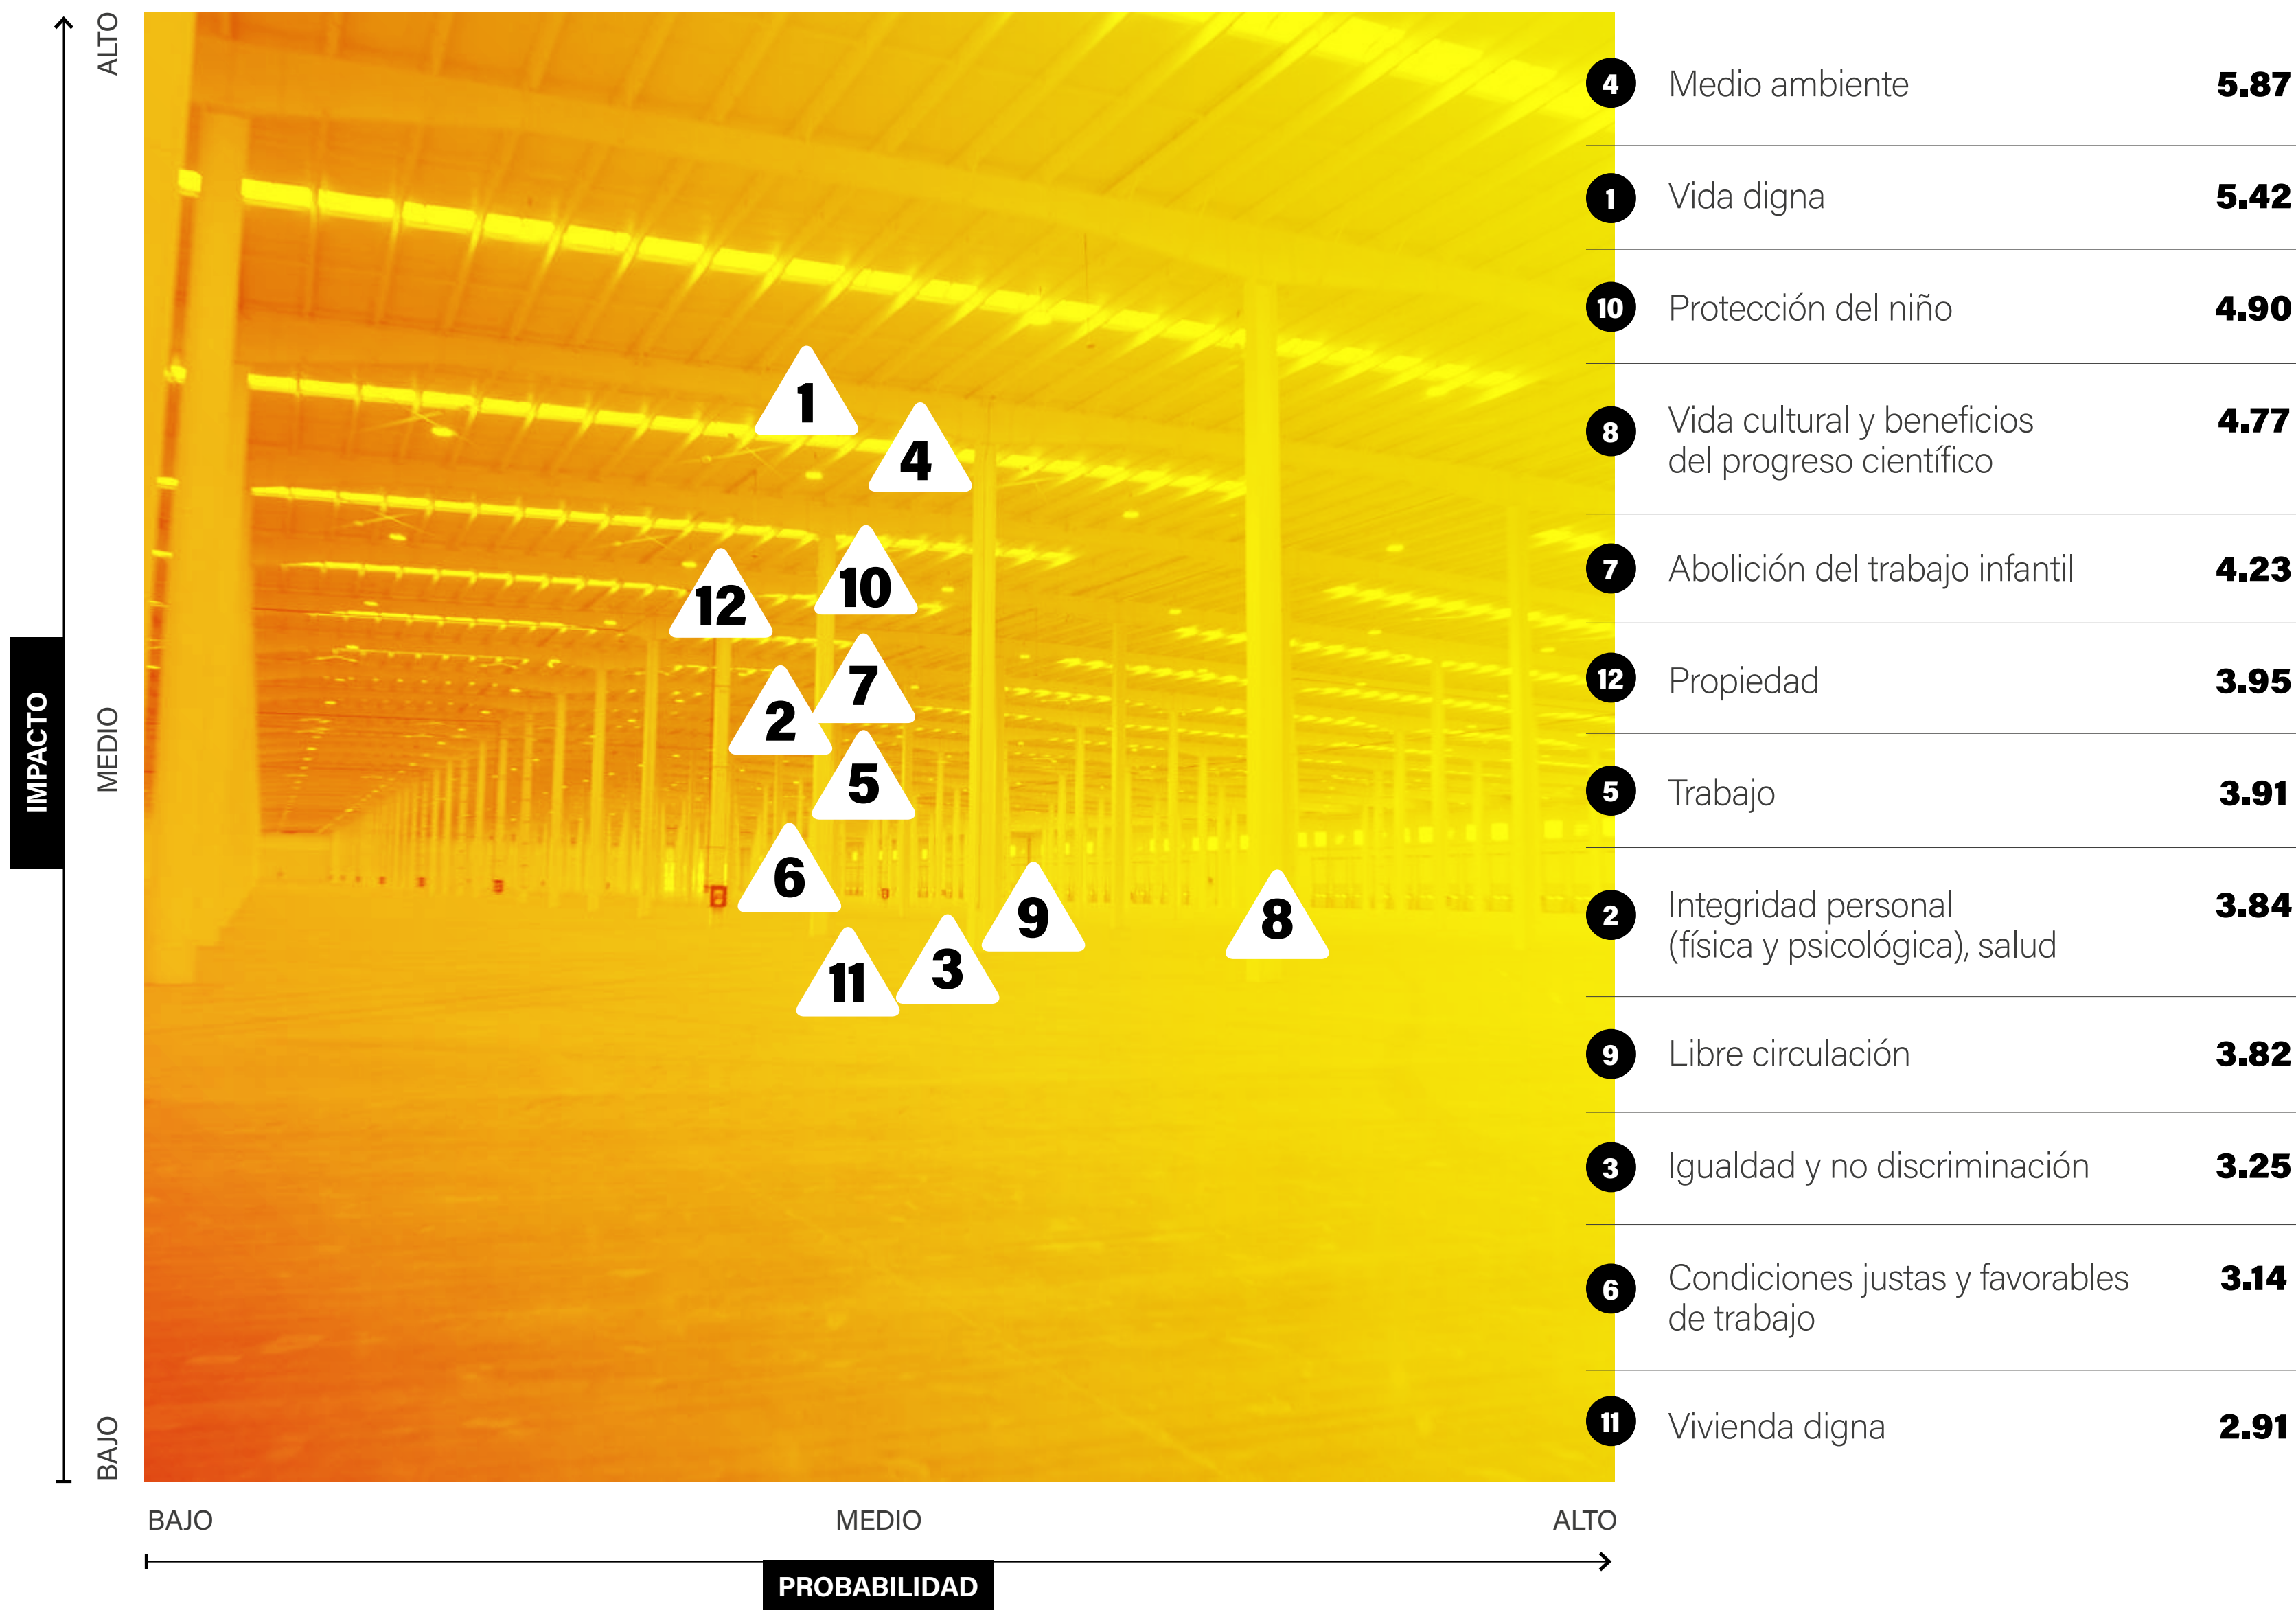 ALTO
MEDIO
BAJO
IMPACTO
1
4
10
12
7
2
5
6
9
8
3
11
BAJO
MEDIO
ALTO
PROBABILIDAD
4 Medio ambiente 5.87
1 Vida digna 5.42
10 Protección del niño 4.90
8 Vida cultural y beneficios 4.77
del progreso científico
7 Abolición del trabajo infantil 4.23
12 Propiedad 3.95
5 Trabajo 3.91
2 Integridad personal 3.84
(física y psicológica), salud
9 Libre circulación 3.82
3 Igualdad y no discriminación 3.25
6 Condiciones justas y favorables 3.14
de trabajo
11 Vivienda digna 2.91